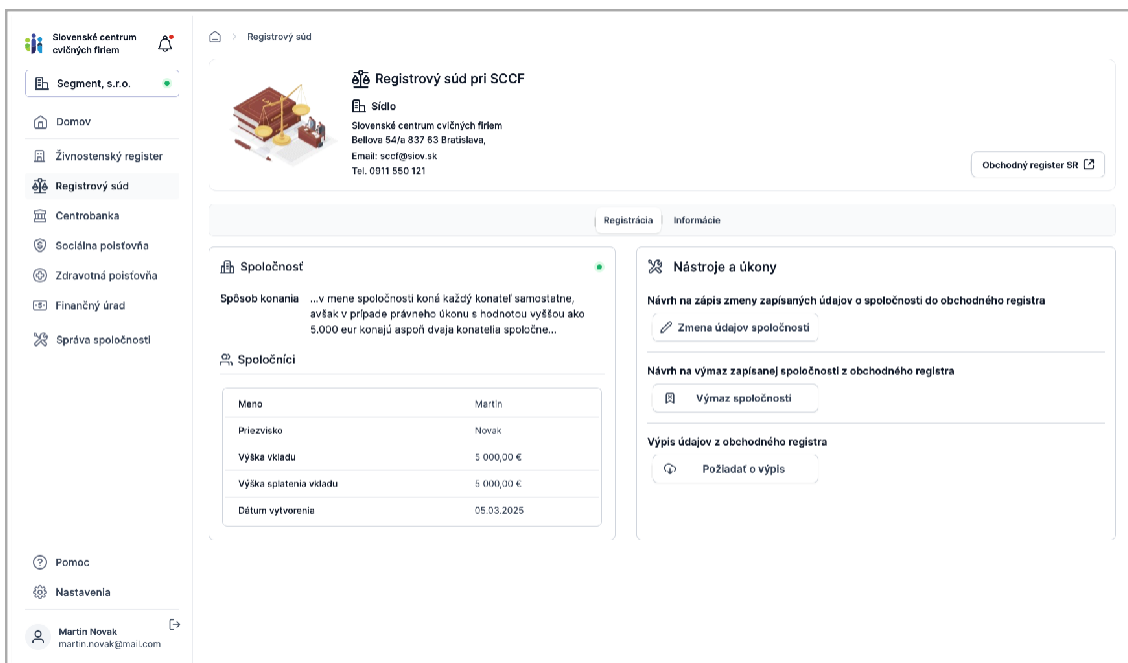 Slovenské centrum
cvičných firiem
Segment, s.r.o.
Domov
Živnostenský register
Registrový súd
Centrobanka
Sociálna poisťovňa
Zdravotná poisťovňa
Finančný úrad
Správa spoločnosti
Pomoc
Nastavenia
Martin Novak
martin.novak@mail.com
Registrový súd
Registrový súd pri SCCF
Sídlo
Slovenské centrum cvičných firiem
Bellova 54/a 837 63 Bratislava,
Email: sccf@siov.sk
Tel. 0911 550 121
Obchodný register SR
Registrácia Informácie
Spoločnosť
Spôsob konania ...v mene spoločnosti koná každý konateľ samostatne,
avšak v prípade právneho úkonu s hodnotou vyššou ako
5.000 eur konajú aspoň dvaja konatelia spoločne...
Spoločníci
Meno Martin
Priezvisko Novak
Výška vkladu 5 000,00 €
Výška splatenia vkladu 5 000,00 €
Dátum vytvorenia 05.03.2025
Nástroje a úkony
Návrh na zápis zmeny zapísaných údajov o spoločnosti do obchodného registra
Zmena údajov spoločnosti
Návrh na výmaz zapísanej spoločnosti z obchodného registra
Výmaz spoločnosti
Výpis údajov z obchodného registra
Požiadať o výpis